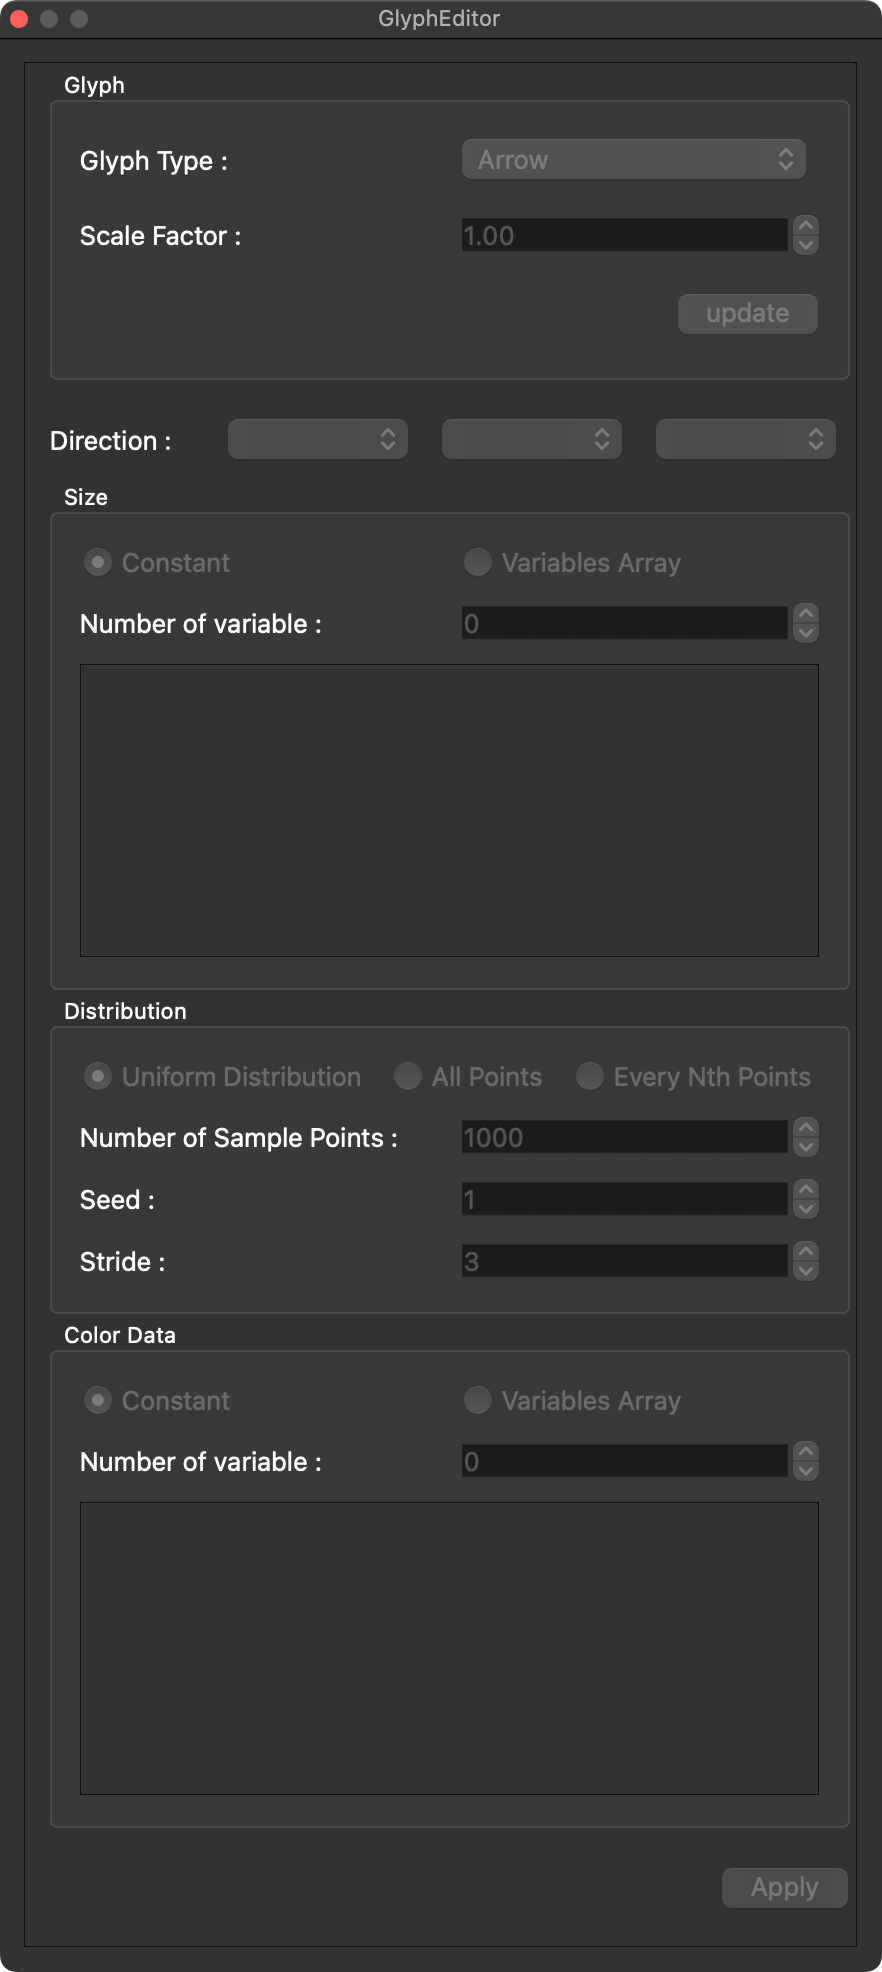 GlyphEditor
Glyph
Glyph Type : Arrow
Scale Factor : 1.00
update
Direction :
Size
Constant Variables Array
Number of variable : 0
Distribution
Uniform Distribution All Points Every Nth Points
Number of Sample Points : 1000
Seed : 1
Stride : 3
Color Data
Constant Variables Array
Number of variable : 0
Apply